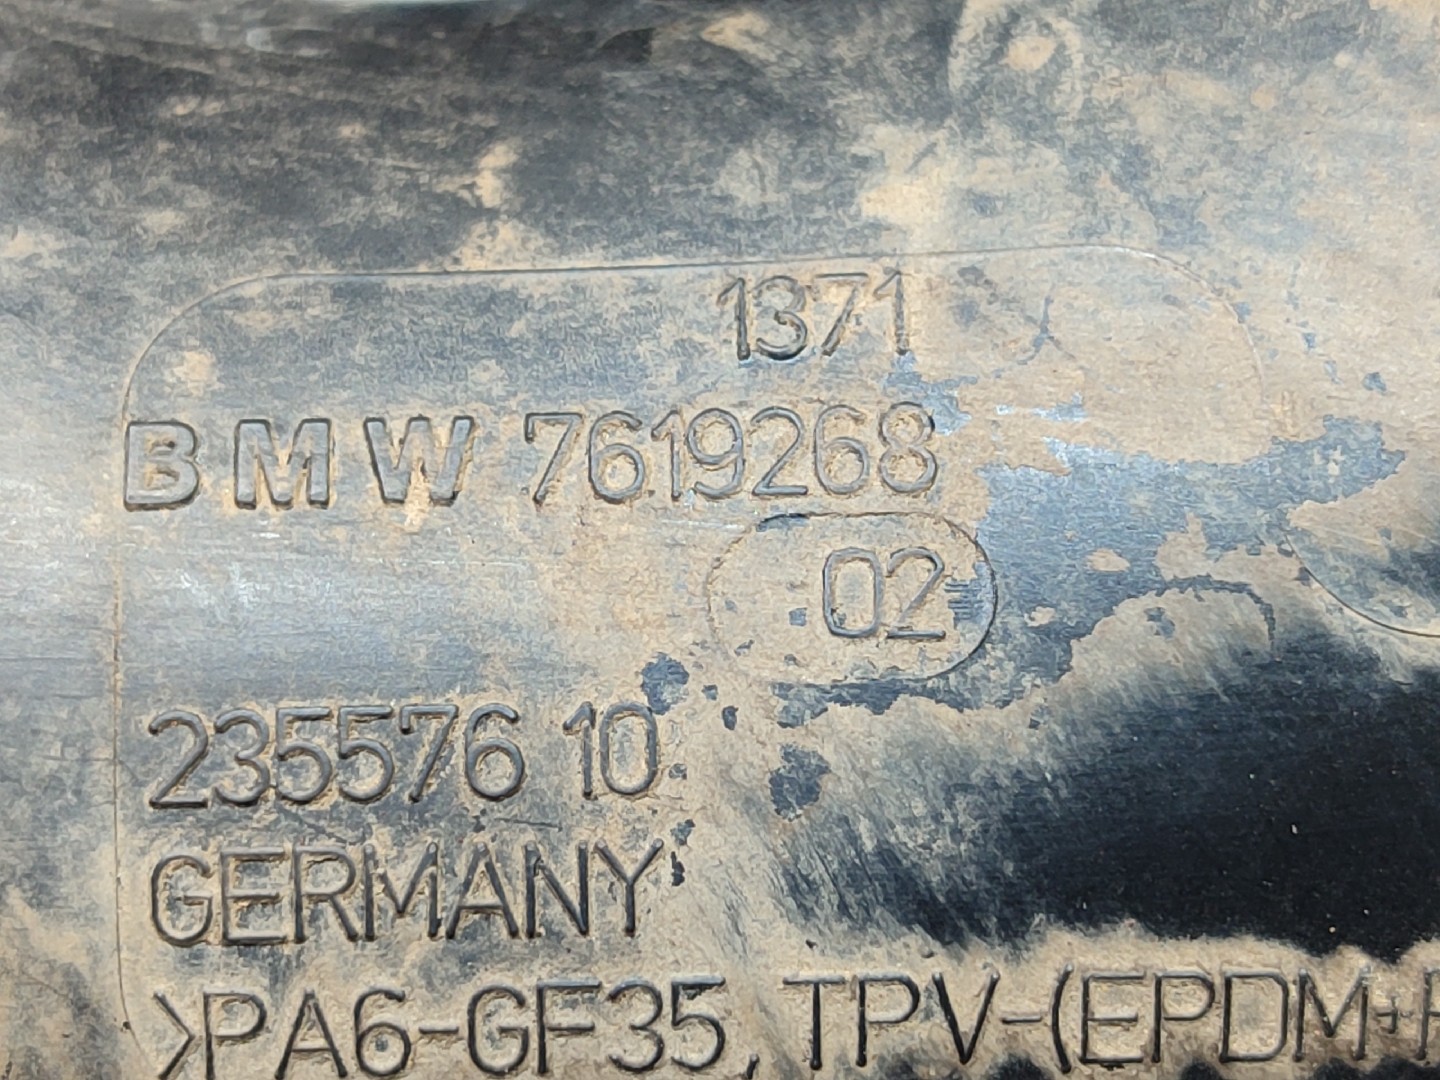 1371
BMW 7619268
02
235576 10
GERMANY
>PA6-GF35, TPV-(EPDM+